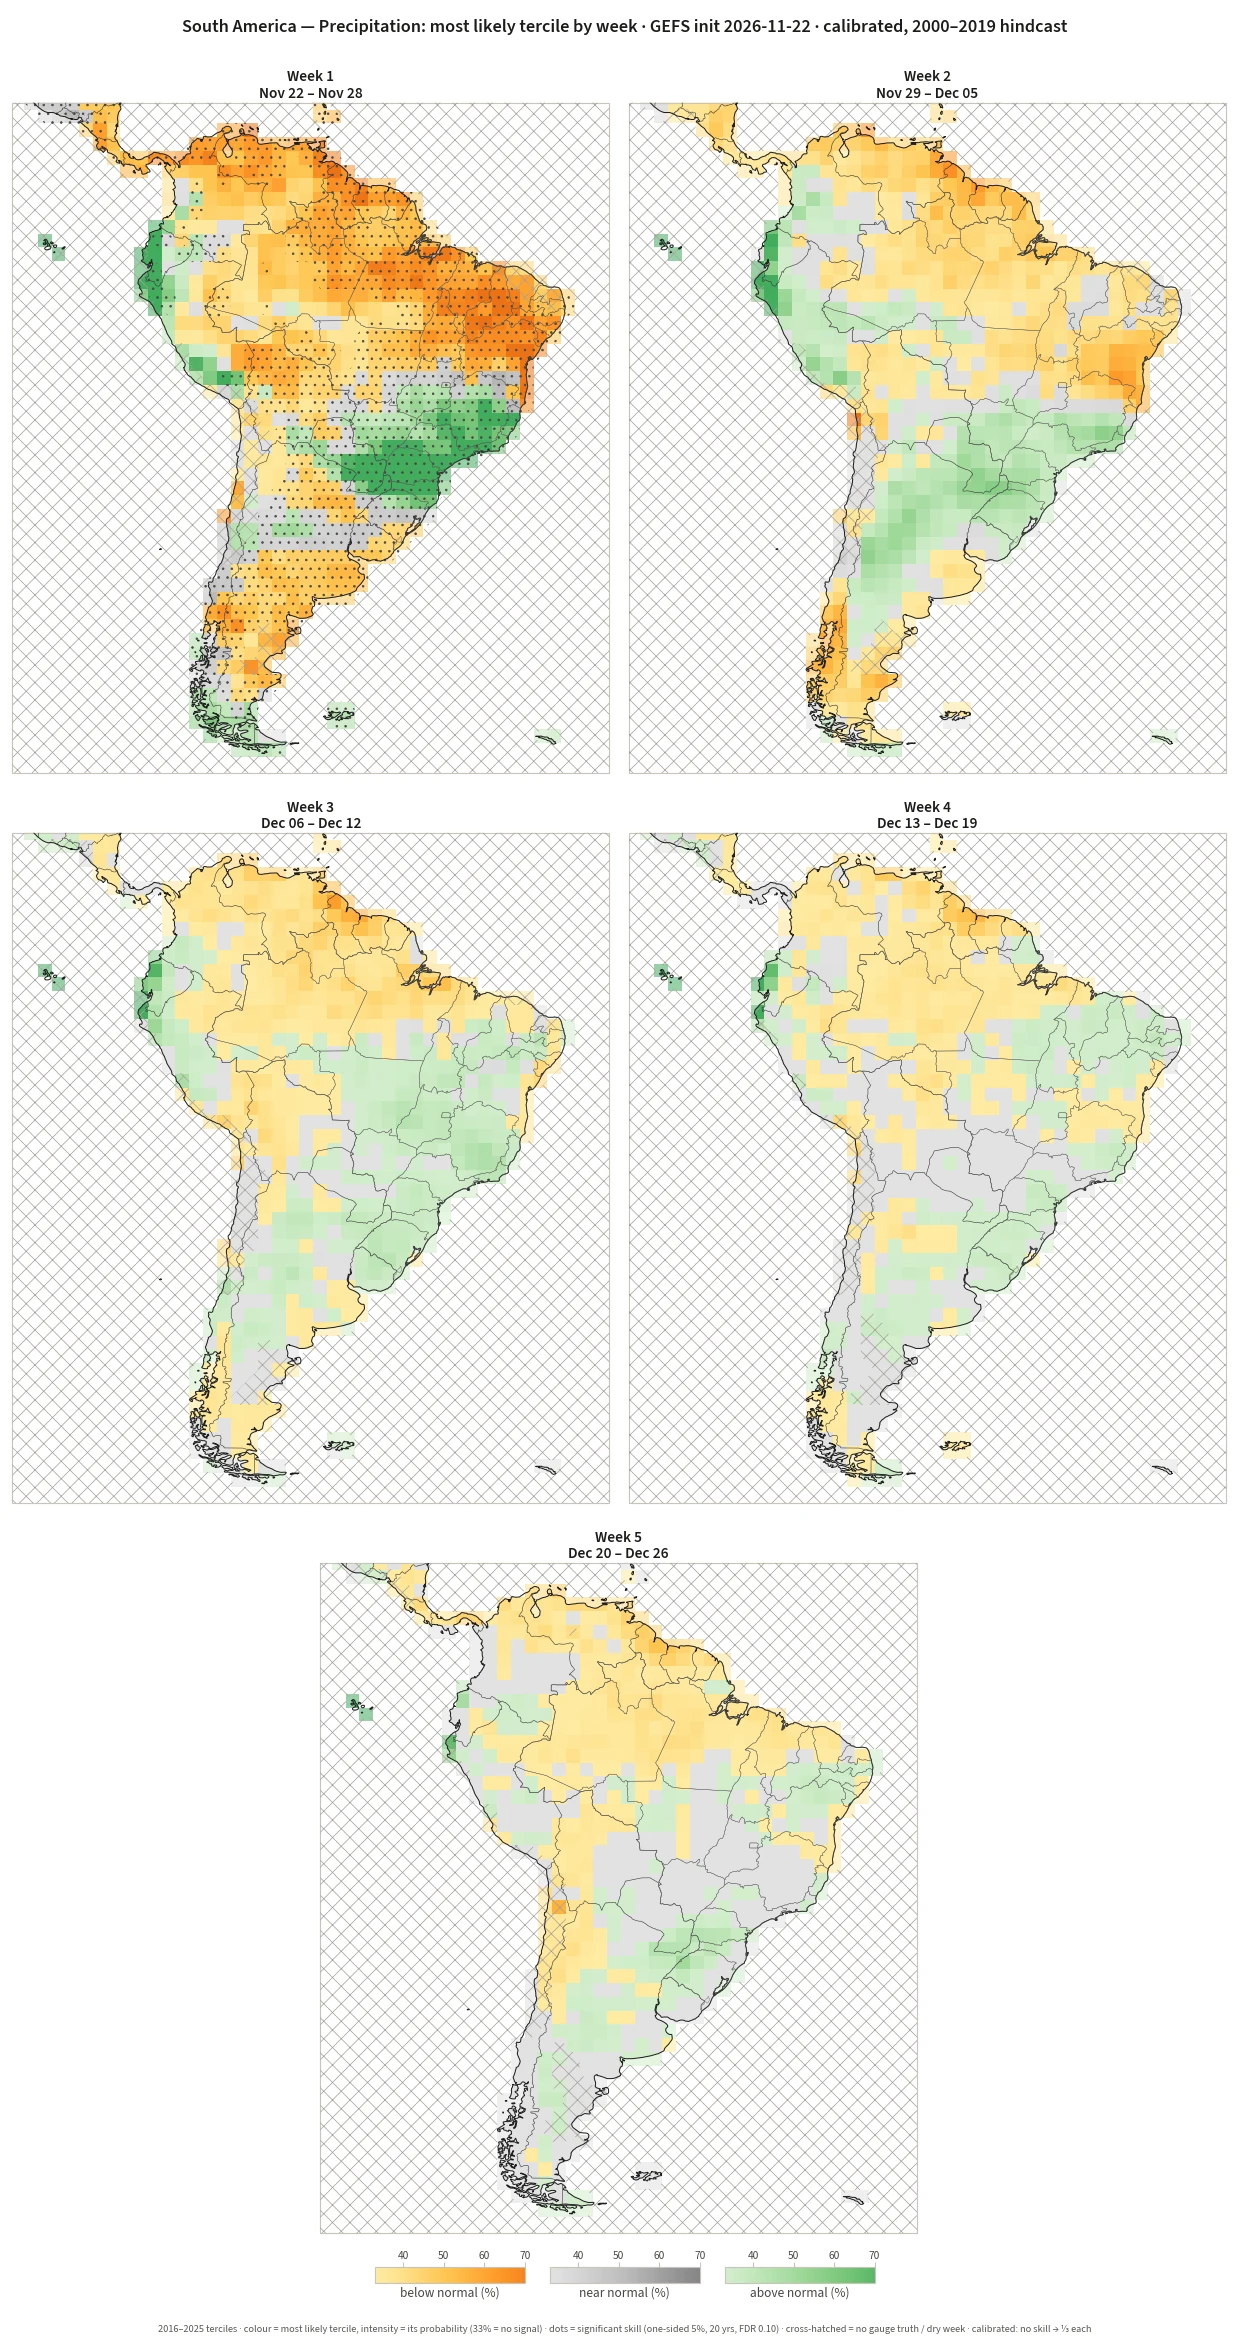 South America — Precipitation: most likely tercile by week · GEFS init 2026-11-22 · calibrated, 2000–2019 hindcast
Week 1
Nov 22 – Nov 28
Week 2
Nov 29 – Dec 05
Week 3
Dec 06 – Dec 12
Week 4
Dec 13 – Dec 19
Week 5
Dec 20 – Dec 26
40 50 60 70
below normal (%)
40 50 60 70
near normal (%)
40 50 60 70
above normal (%)
2016–2025 terciles · colour = most likely tercile, intensity = its probability (33% = no signal) · dots = significant skill (one-sided 5%, 20 yrs, FDR 0.10) · cross-hatched = no gauge truth / dry week · calibrated: no skill → ⅓ each